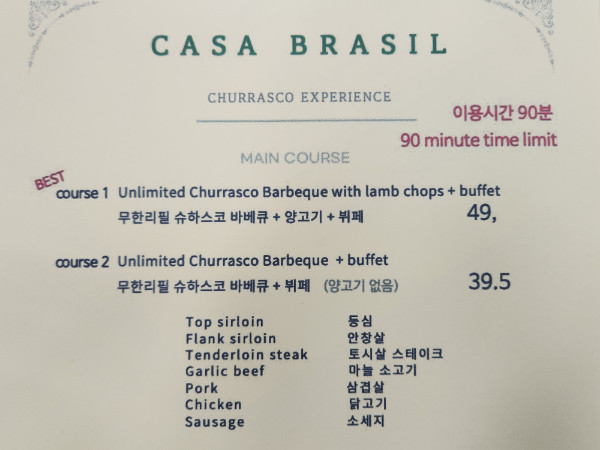 CASA BRASIL
CHURRASCO EXPERIENCE
이용시간 90분
90 minute time limit
MAIN COURSE
BEST
course 1 Unlimited Churrasco Barbeque with lamb chops + buffet
무한리필 슈하스코 바베큐 + 양고기 + 뷔페 49,
course 2 Unlimited Churrasco Barbeque + buffet
무한리필 슈하스코 바베큐 + 뷔페 (양고기 없음) 39.5
Top sirloin 등심
Flank sirloin 안창살
Tenderloin steak 토시살 스테이크
Garlic beef 마늘 소고기
Pork 삼겹살
Chicken 닭고기
Sausage 소세지